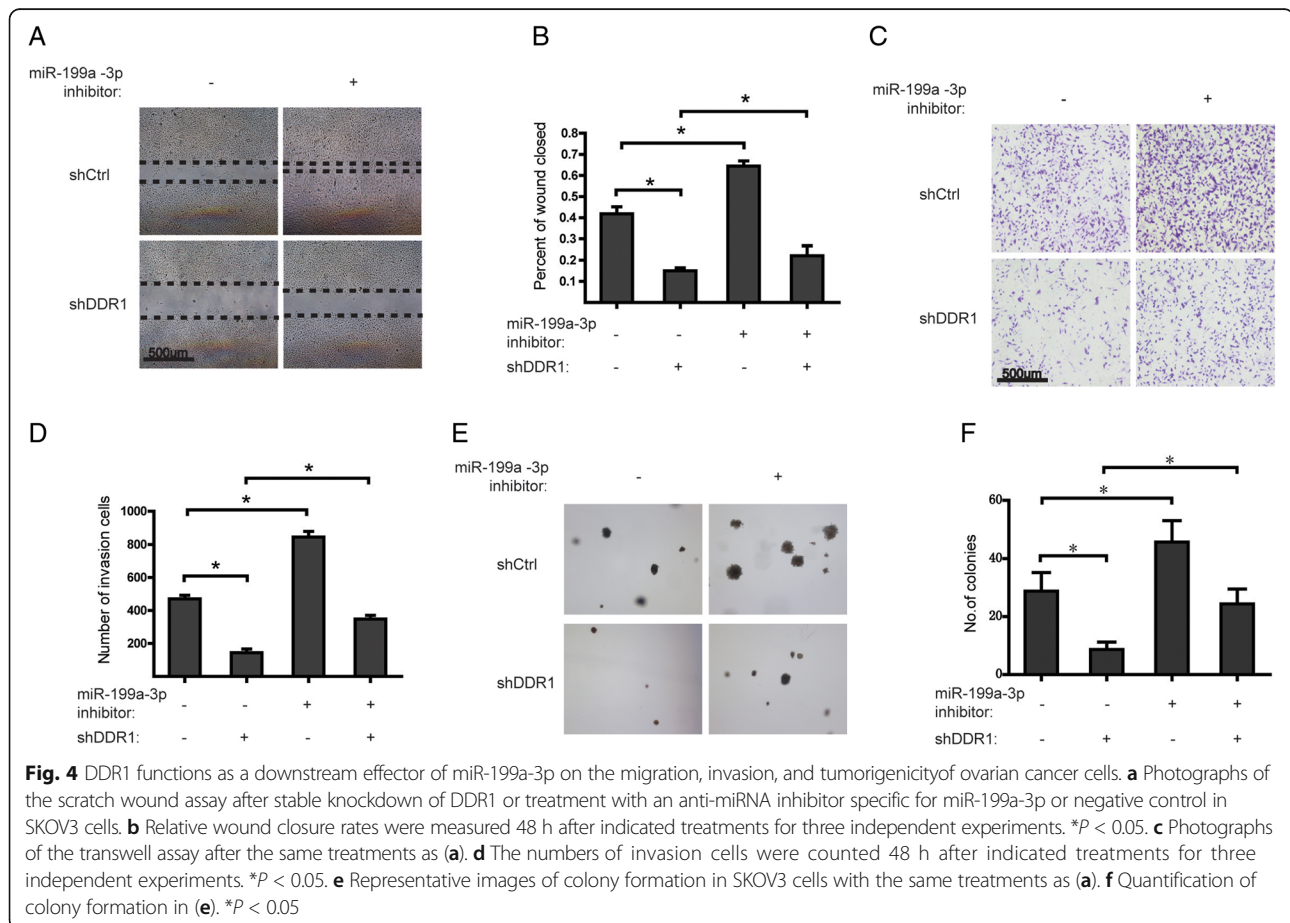 A
miR-199a -3p
inhibitor:
-
+
shCtrl
shDDR1
500um
B
Percent of wound closed
0.8
0.7
0.6
0.5
0.4
0.3
0.2
0.1
*
*
*
miR-199a-3p
inhibitor:
- - + +
shDDR1:
- + - +
C
miR-199a -3p
inhibitor:
-
+
shCtrl
shDDR1
500um
D
Number of invasion cells
1000
800
600
400
200
*
*
*
miR-199a-3p
inhibitor:
- - + +
shDDR1:
- + - +
E
miR-199a -3p
inhibitor:
-
+
shCtrl
shDDR1
F
No.of colonies
60
40
20
0
*
*
*
miR-199a-3p
inhibitor:
- - + +
shDDR1:
- + - +
Fig. 4 DDR1 functions as a downstream effector of miR-199a-3p on the migration, invasion, and tumorigenicityof ovarian cancer cells. a Photographs of
the scratch wound assay after stable knockdown of DDR1 or treatment with an anti-miRNA inhibitor specific for miR-199a-3p or negative control in
SKOV3 cells. b Relative wound closure rates were measured 48 h after indicated treatments for three independent experiments. *P < 0.05. c Photographs
of the transwell assay after the same treatments as (a). d The numbers of invasion cells were counted 48 h after indicated treatments for three
independent experiments. *P < 0.05. e Representative images of colony formation in SKOV3 cells with the same treatments as (a). f Quantification of
colony formation in (e). *P < 0.05